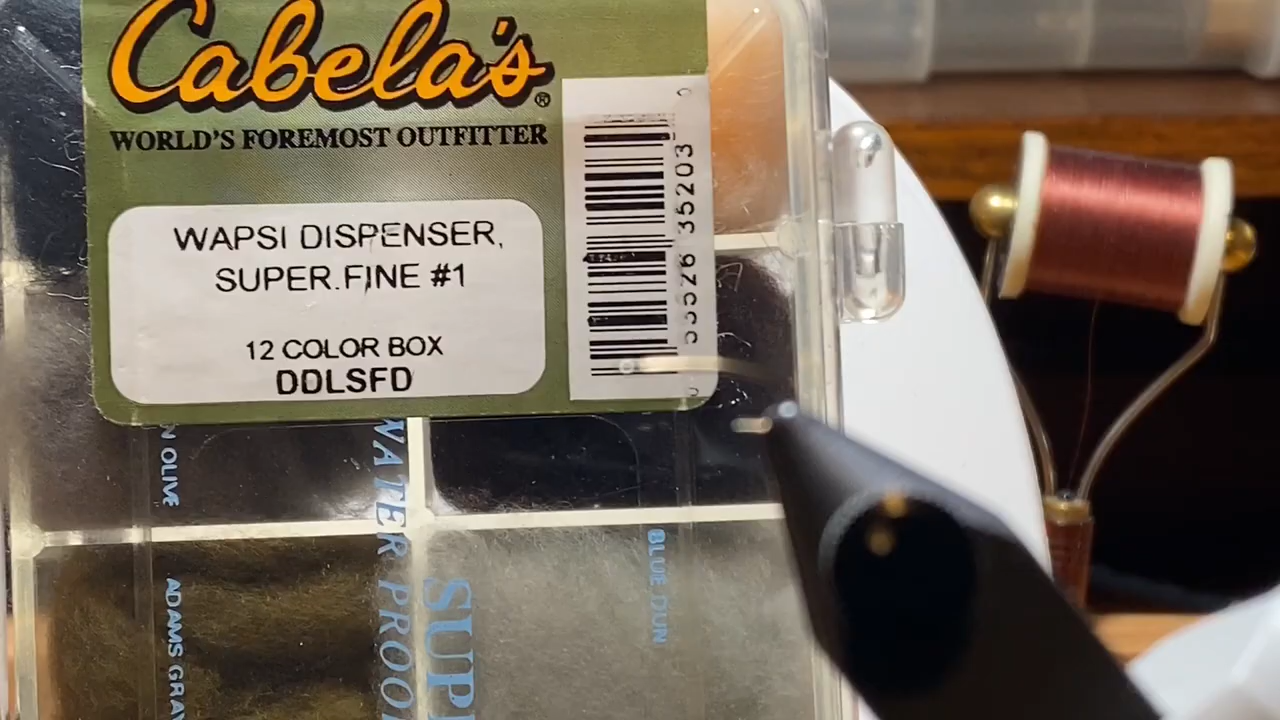 Cabela's®
WORLD'S FOREMOST OUTFITTER
WAPSI DISPENSER,
SUPER.FINE #1
12 COLOR BOX
DDLSFD
35203
OLIVE
WATER PROO
ADAMS GRA
SUP
BLUE DUN